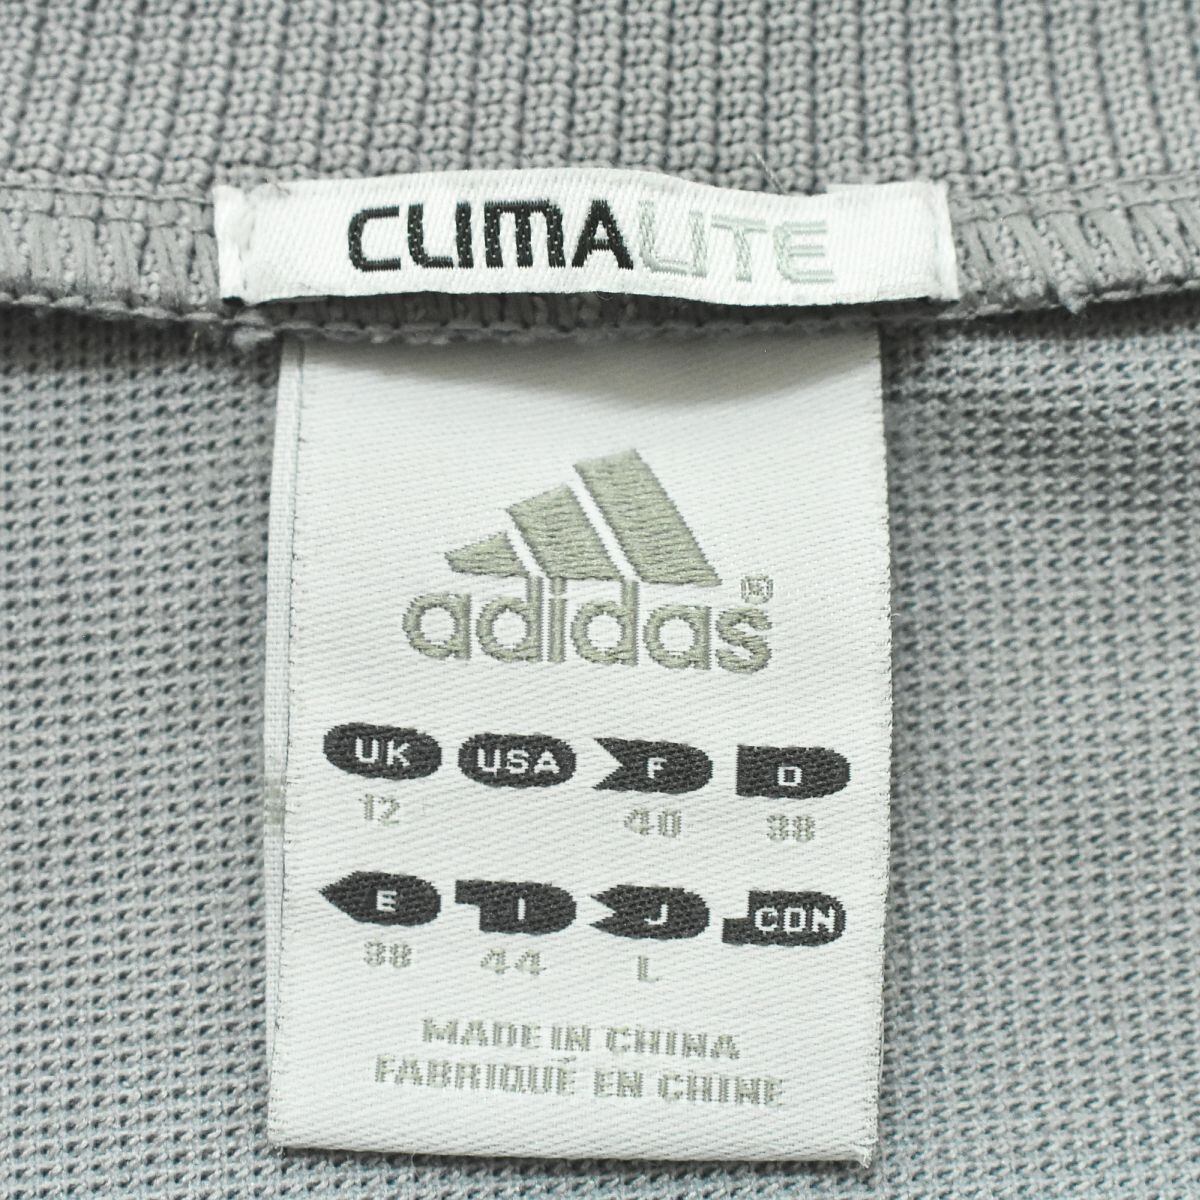 CLIMALITE
adidas®
UK USA F D
12 40 38
E I J CDN
38 44 L
MADE IN CHINA
FABRIQUÉ EN CHINE